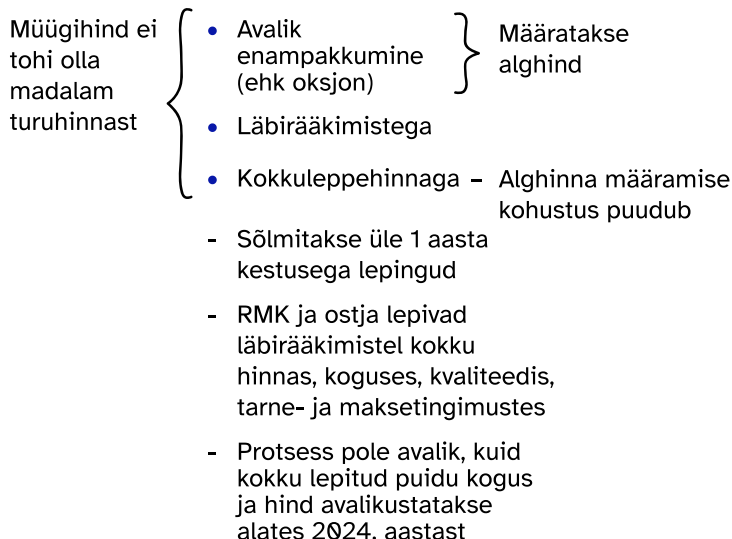 Müügihind ei
tohi olla
madalam
turuhinnast
• Avalik
enampakkumine
(ehk oksjon)
Määratakse
alghind
• Läbirääkimistega
• Kokkuleppehinnaga – Alghinna määramise
kohustus puudub
- Sõlmitakse üle 1 aasta
kestusega lepingud
- RMK ja ostja lepivad
läbirääkimistel kokku
hinnas, koguses, kvaliteedis,
tarne- ja maksetingimustes
- Protsess pole avalik, kuid
kokku lepitud puidu kogus
ja hind avalikustatakse
alates 2024. aastast